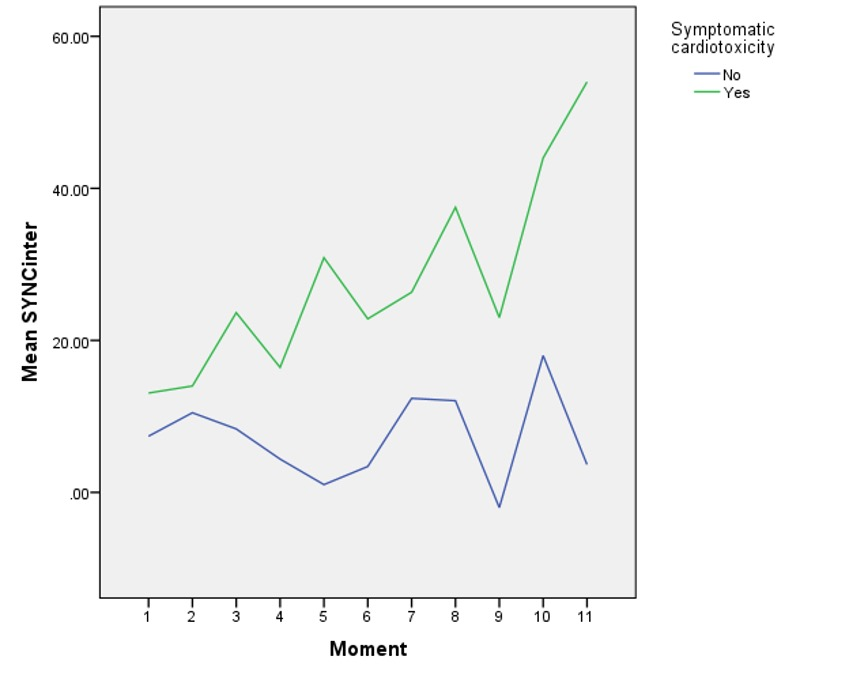 Symptomatic
cardiotoxicity
No
Yes
Mean SYNCinter
60.00
40.00
20.00
.00
1 2 3 4 5 6 7 8 9 10 11
Moment